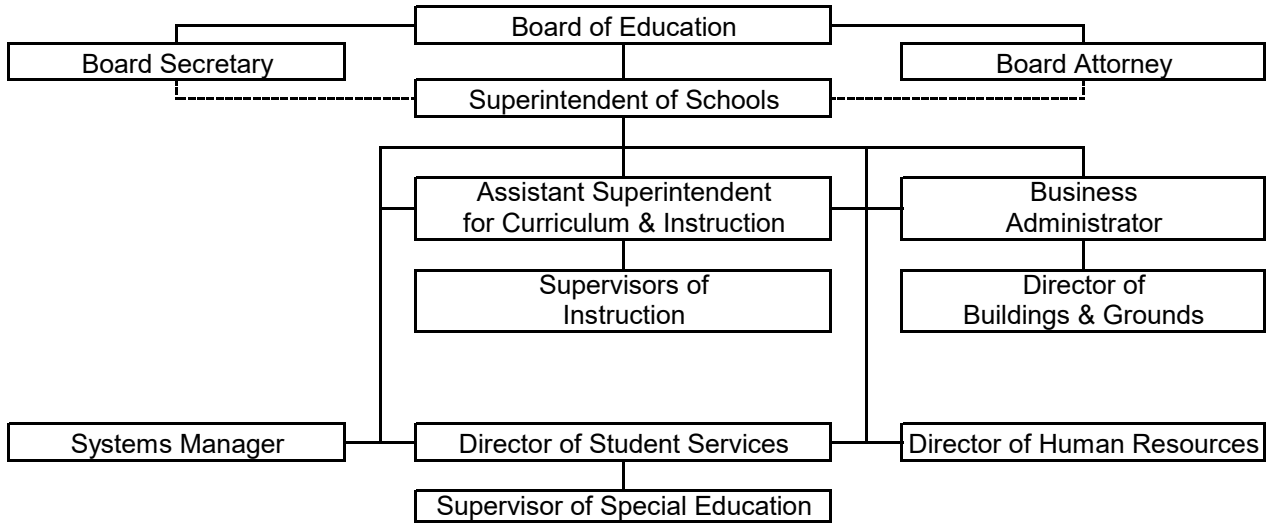 Board of Education
Board Secretary
Board Attorney
Superintendent of Schools
Assistant Superintendent
for Curriculum & Instruction
Business
Administrator
Supervisors of
Instruction
Director of
Buildings & Grounds
Systems Manager
Director of Student Services
Director of Human Resources
Supervisor of Special Education